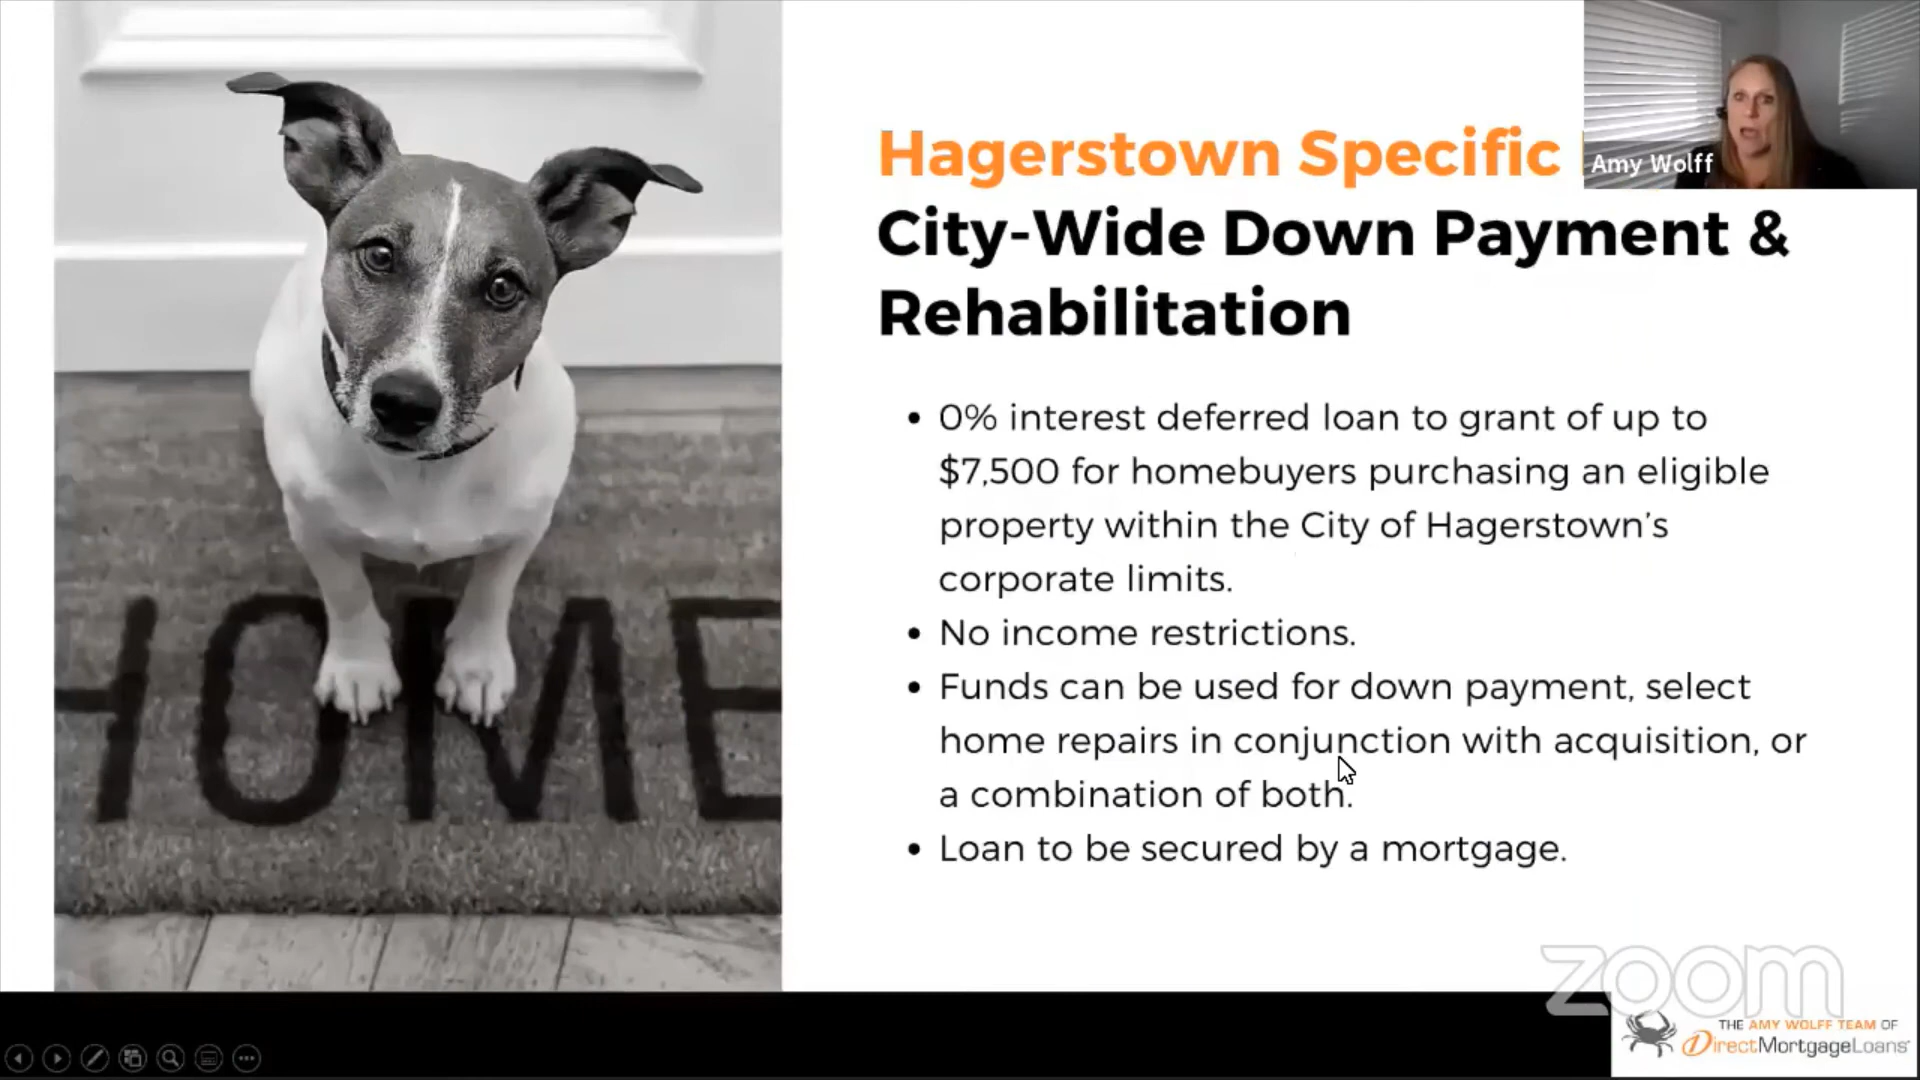 Hagerstown Specific
Amy Wolff
City-Wide Down Payment &
Rehabilitation
• 0% interest deferred loan to grant of up to
$7,500 for homebuyers purchasing an eligible
property within the City of Hagerstown’s
corporate limits.
• No income restrictions.
• Funds can be used for down payment, select
home repairs in conjunction with acquisition, or
a combination of both.
• Loan to be secured by a mortgage.
HOME
zoom
THE AMY WOLFF TEAM OF
DirectMortgageLoans